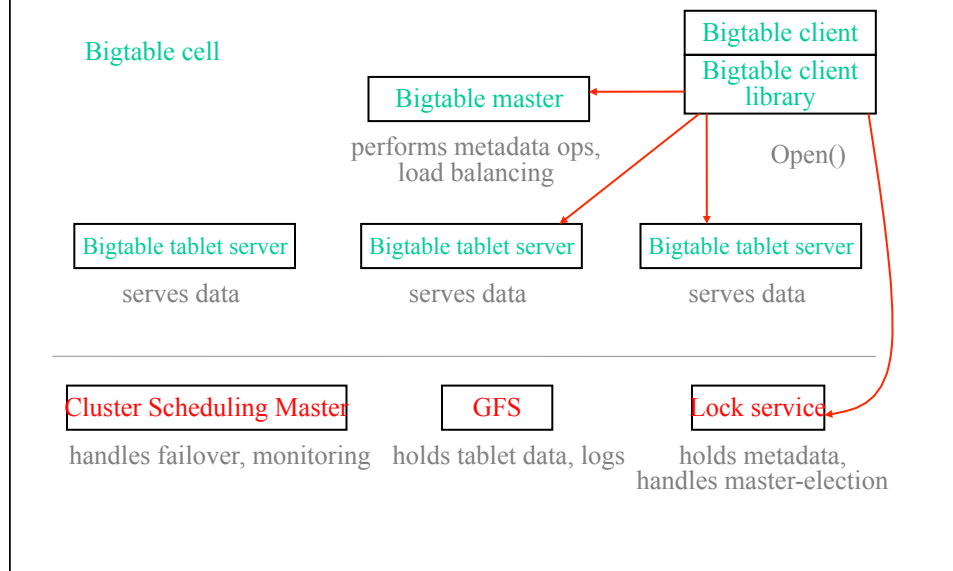 Bigtable cell
Bigtable client
Bigtable client
library
Bigtable master
performs metadata ops,
load balancing
Open()
Bigtable tablet server
Bigtable tablet server
Bigtable tablet server
serves data
serves data
serves data
Cluster Scheduling Master
GFS
Lock service
handles failover, monitoring
holds tablet data, logs
holds metadata,
handles master-election